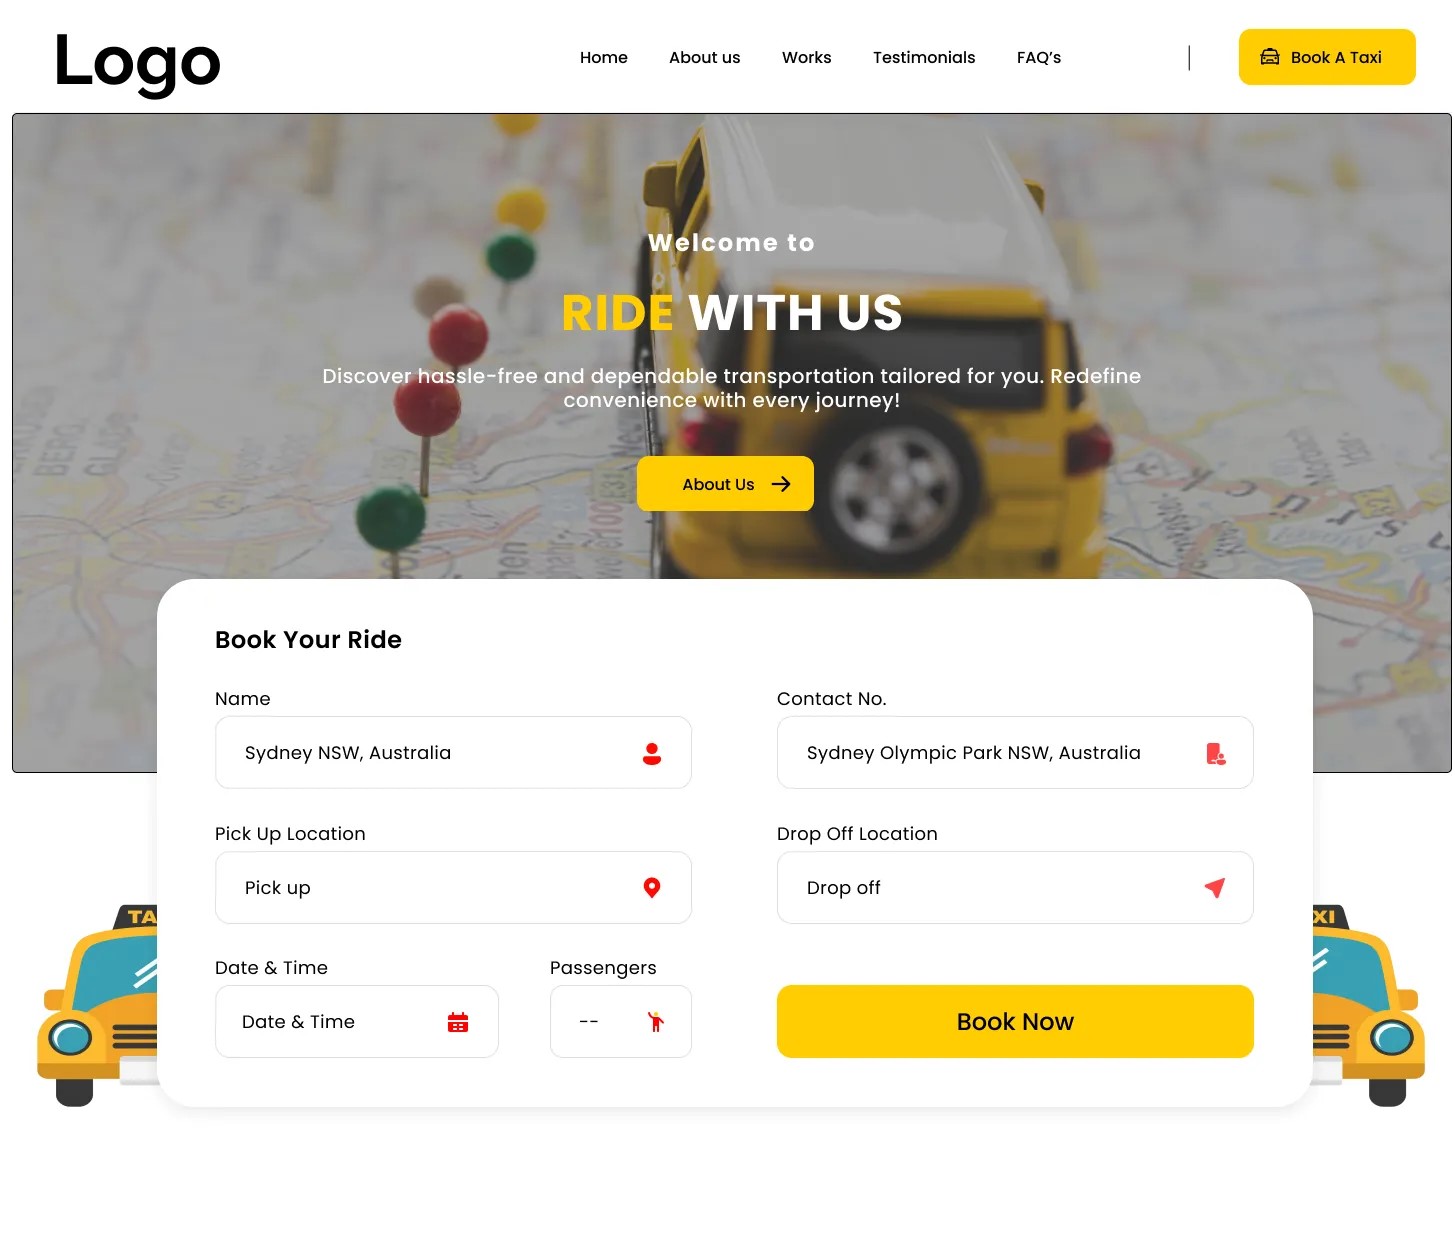 Logo
Home About us Works Testimonials FAQ's Book A Taxi
Welcome to
RIDE WITH US
Discover hassle-free and dependable transportation tailored for you. Redefine
convenience with every journey!
About Us
Book Your Ride
Name Contact No.
Sydney NSW, Australia Sydney Olympic Park NSW, Australia
Pick Up Location Drop Off Location
Pick up Drop off
TA XI
Date & Time Passengers
Date & Time -- Book Now